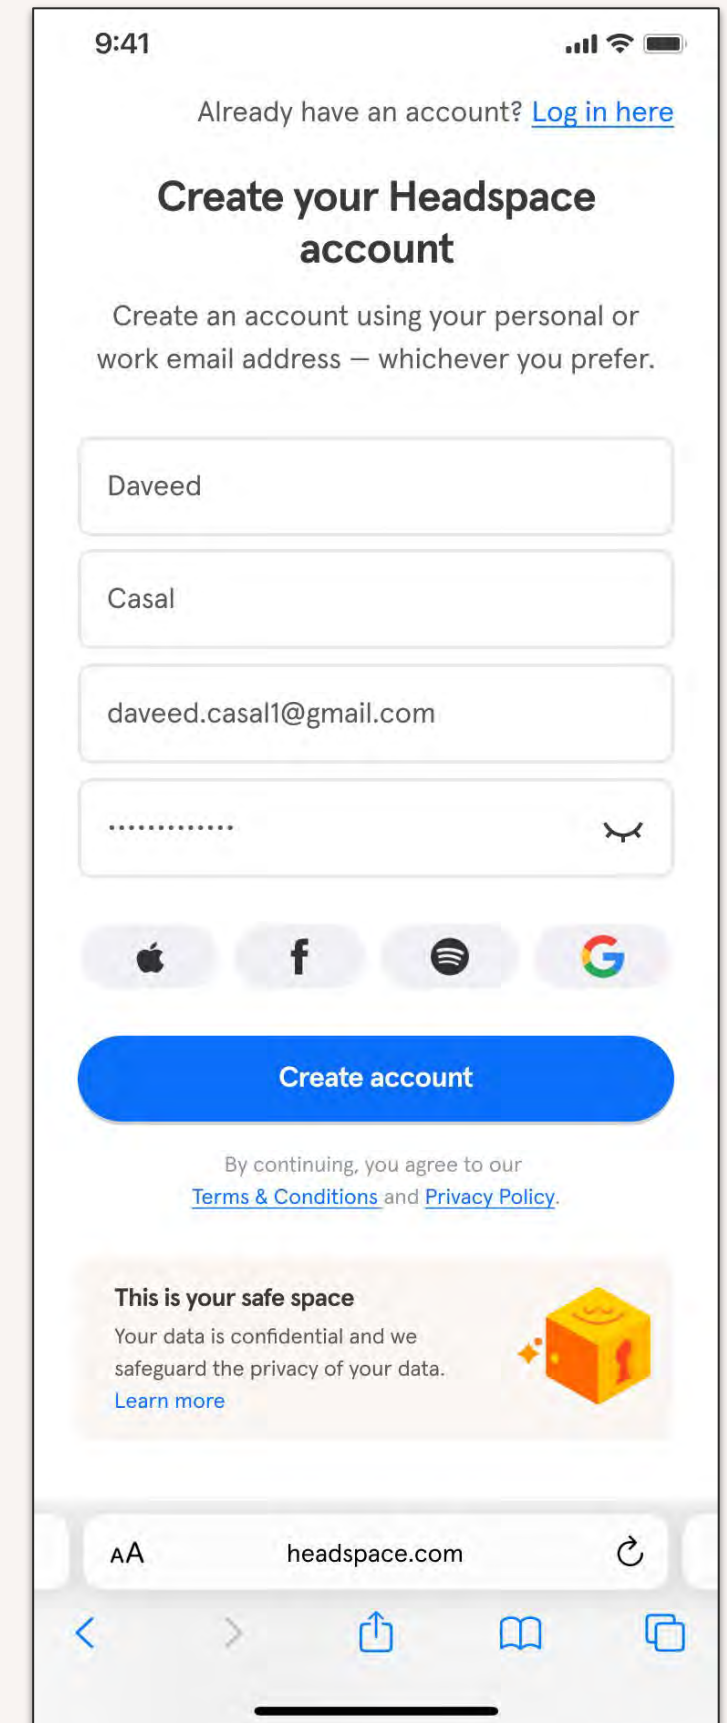 9:41
Already have an account? Log in here
Create your Headspace
account
Create an account using your personal or
work email address — whichever you prefer.
Daveed
Casal
daveed.casal1@gmail.com
·············
Create account
By continuing, you agree to our
Terms & Conditions and Privacy Policy.
This is your safe space
Your data is confidential and we
safeguard the privacy of your data.
Learn more
AA headspace.com